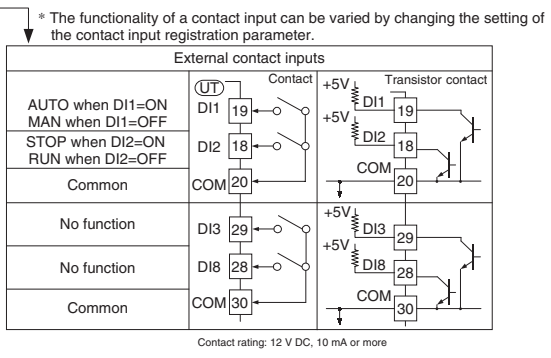 * The functionality of a contact input can be varied by changing the setting of
the contact input registration parameter.
External contact inputs
UT
Contact
Transistor contact
AUTO when DI1=ON
MAN when DI1=OFF
DI1 19
+5V
DI1
19
STOP when DI2=ON
RUN when DI2=OFF
DI2 18
+5V
DI2
18
Common
COM 20
COM
20
No function
DI3 29
+5V
DI3
29
No function
DI8 28
+5V
DI8
28
Common
COM 30
COM
30
Contact rating: 12 V DC, 10 mA or more